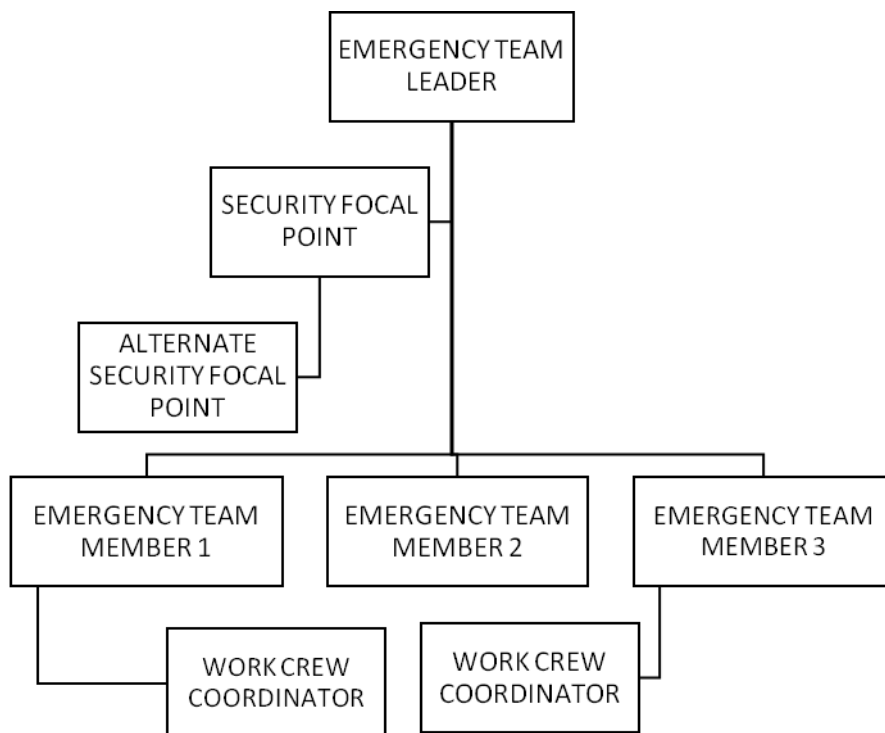 EMERGENCY TEAM
LEADER
SECURITY FOCAL
POINT
ALTERNATE
SECURITY FOCAL
POINT
EMERGENCY TEAM
MEMBER 1
EMERGENCY TEAM
MEMBER 2
EMERGENCY TEAM
MEMBER 3
WORK CREW
COORDINATOR
WORK CREW
COORDINATOR